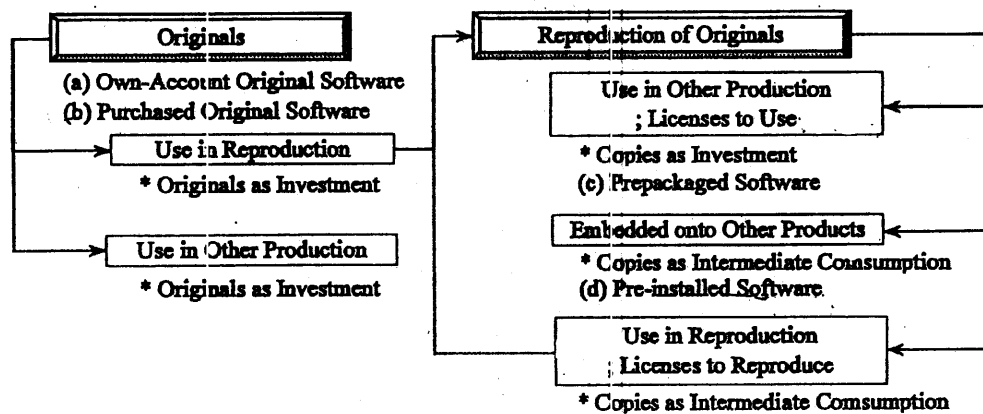 Originals
(a) Own-Account Original Software
(b) Purchased Original Software
Use in Reproduction
* Originals as Investment
Use in Other Production
* Originals as Investment
Reproduction of Originals
Use in Other Production
; Licenses to Use
* Copies as Investment
(c) Prepackaged Software
Embedded onto Other Products
* Copies as Intermediate Comsumption
(d) Pre-installed Software
Use in Reproduction
; Licenses to Reproduce
* Copies as Intermediate Comsumption